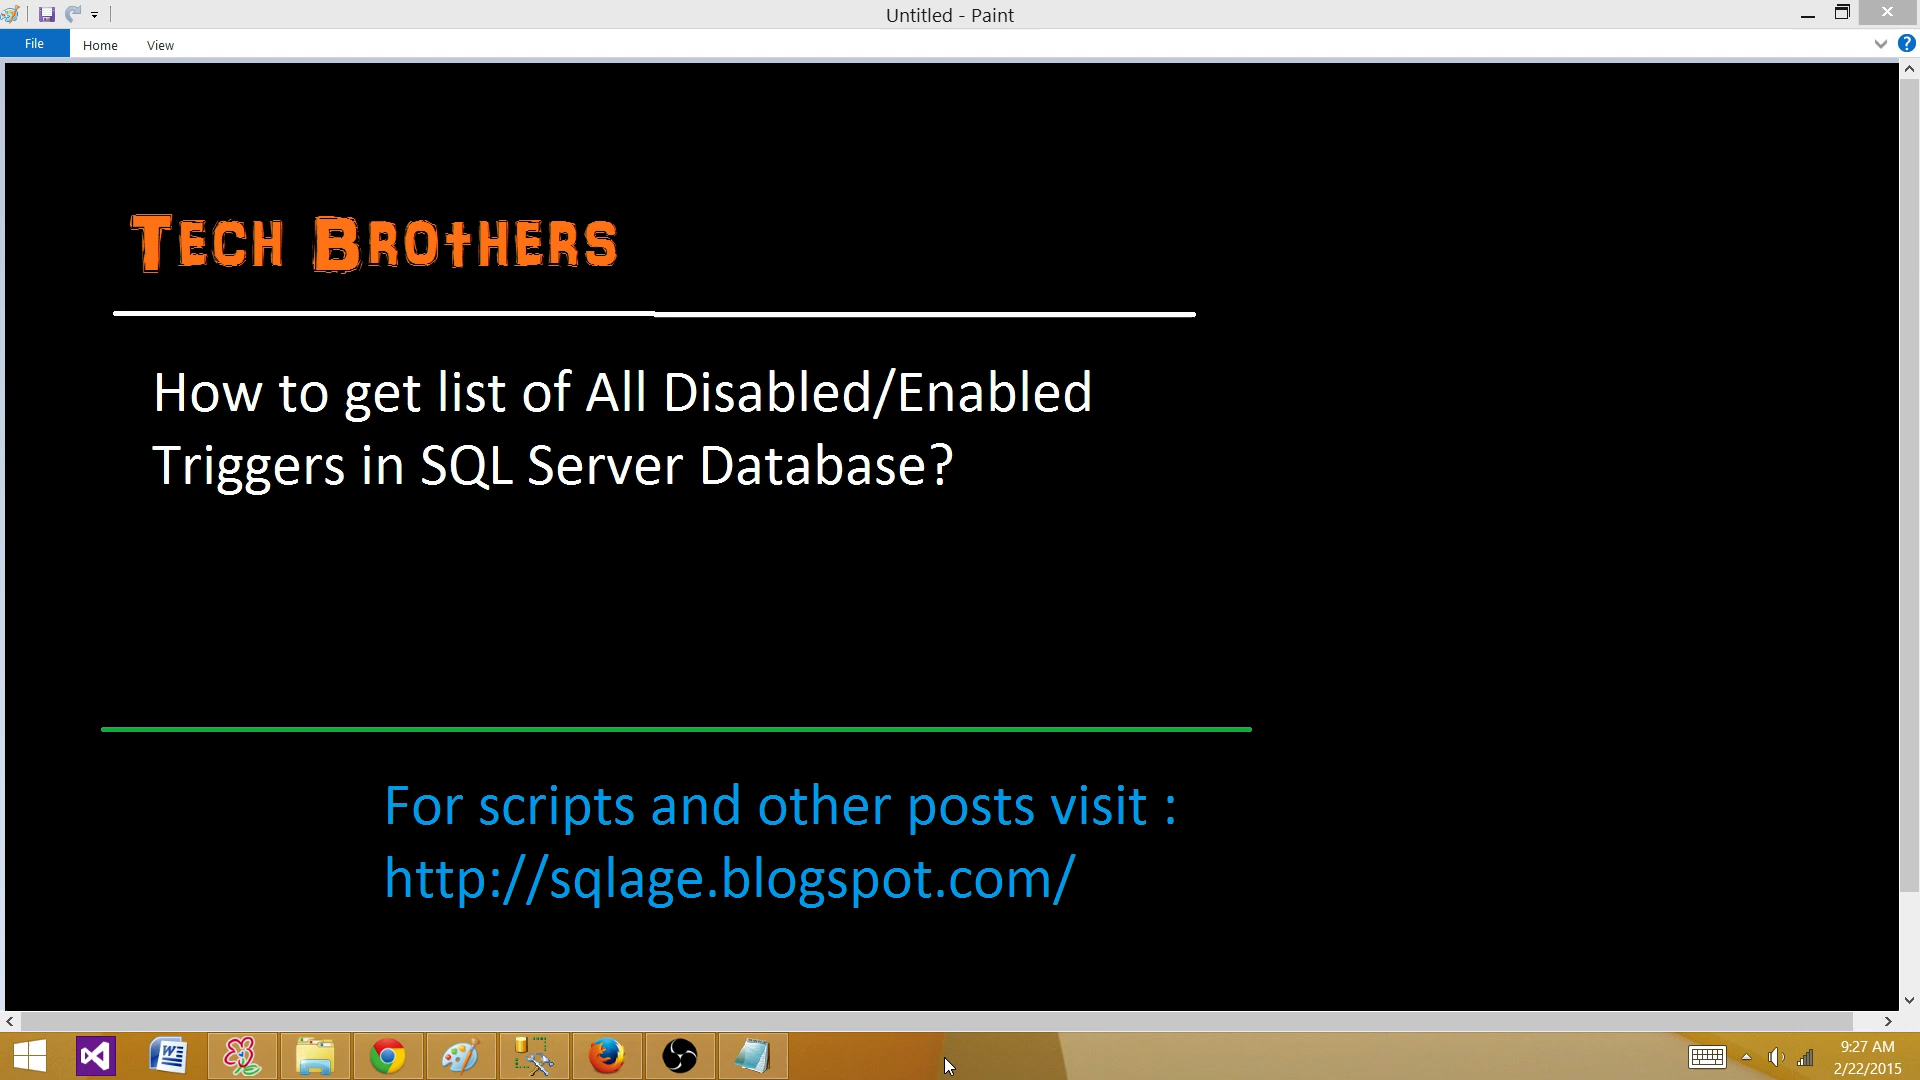 Untitled - Paint
File Home View
Tech Brothers
How to get list of All Disabled/Enabled
Triggers in SQL Server Database?
For scripts and other posts visit :
http://sqlage.blogspot.com/
9:27 AM
2/22/2015